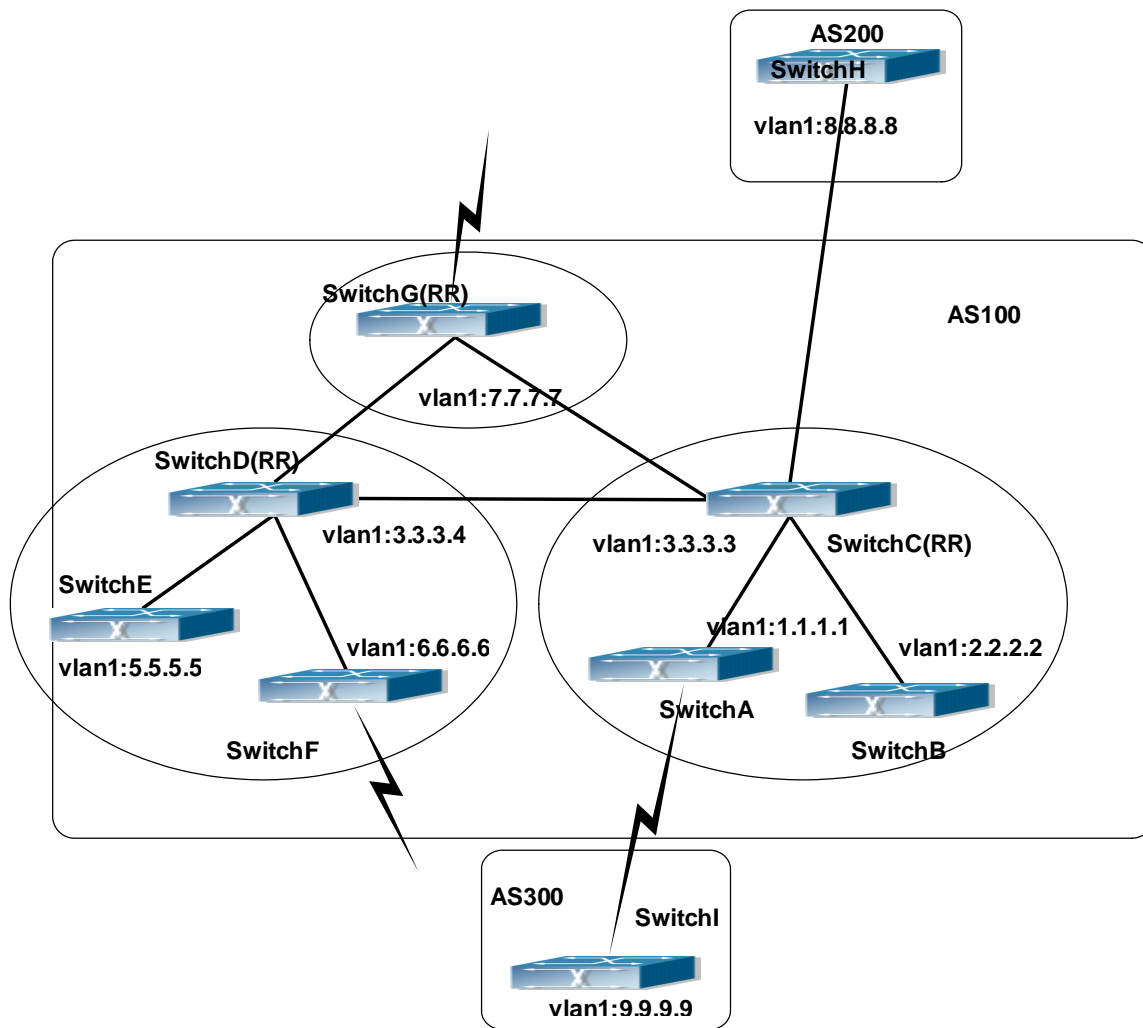 AS200
SwitchH
vlan1:8.8.8.8
SwitchG(RR)
AS100
vlan1:7.7.7.7
SwitchD(RR)
vlan1:3.3.3.4
vlan1:3.3.3.3
SwitchC(RR)
SwitchE
vlan1:1.1.1.1
vlan1:6.6.6.6
vlan1:2.2.2.2
vlan1:5.5.5.5
SwitchA
SwitchF
SwitchB
AS300
SwitchI
vlan1:9.9.9.9